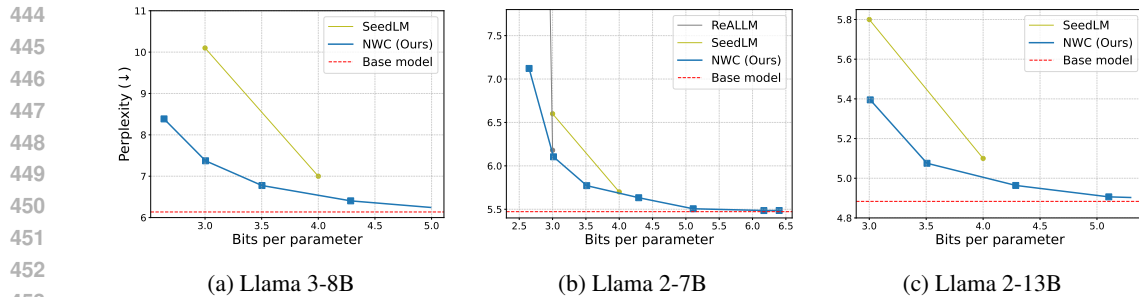 444
445
446
447
448
449
450
451
452
Perplexity (↓)
11
10
9
8
7
6
3.0 3.5 4.0 4.5 5.0
Bits per parameter
SeedLM
NWC (Ours)
Base model
7.5
7.0
6.5
6.0
5.5
2.5 3.0 3.5 4.0 4.5 5.0 5.5 6.0 6.5
Bits per parameter
ReALLM
SeedLM
NWC (Ours)
Base model
5.8
5.6
5.4
5.2
5.0
4.8
3.0 3.5 4.0 4.5 5.0
Bits per parameter
SeedLM
NWC (Ours)
Base model
(a) Llama 3-8B
(b) Llama 2-7B
(c) Llama 2-13B